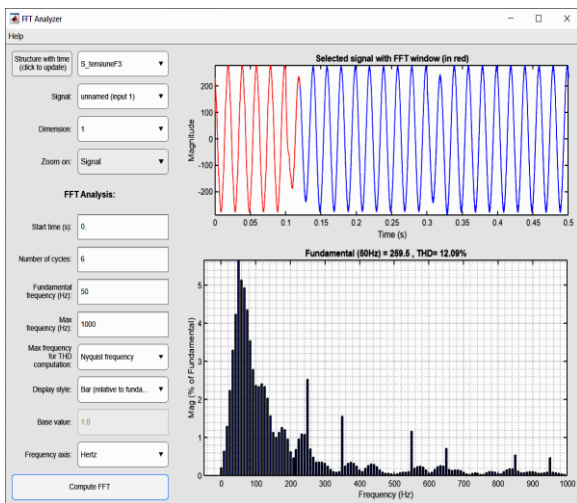 FFT Analyzer
Help
Structure with time
(click to update)
S_tensiuneF3
Signal:
unnamed (input 1)
Dimension:
1
Zoom on:
Signal
FFT Analysis:
Start time (s):
0.
Number of cycles:
6
Fundamental
frequency (Hz):
50
Max
frequency (Hz):
1000
Max frequency
for THD
computation:
Nyquist frequency
Display style:
Bar (relative to funda...
Base value:
1.0
Frequency axis:
Hertz
Compute FFT
Selected signal with FFT window (in red)
Magnitude
200
100
0
-100
-200
0 0.05 0.1 0.15 0.2 0.25 0.3 0.35 0.4 0.45 0.5
Time (s)
Fundamental (50Hz) = 259.5 , THD= 12.09%
Mag (% of Fundamental)
5
4
3
2
1
0
0 100 200 300 400 500 600 700 800 900 1000
Frequency (Hz)